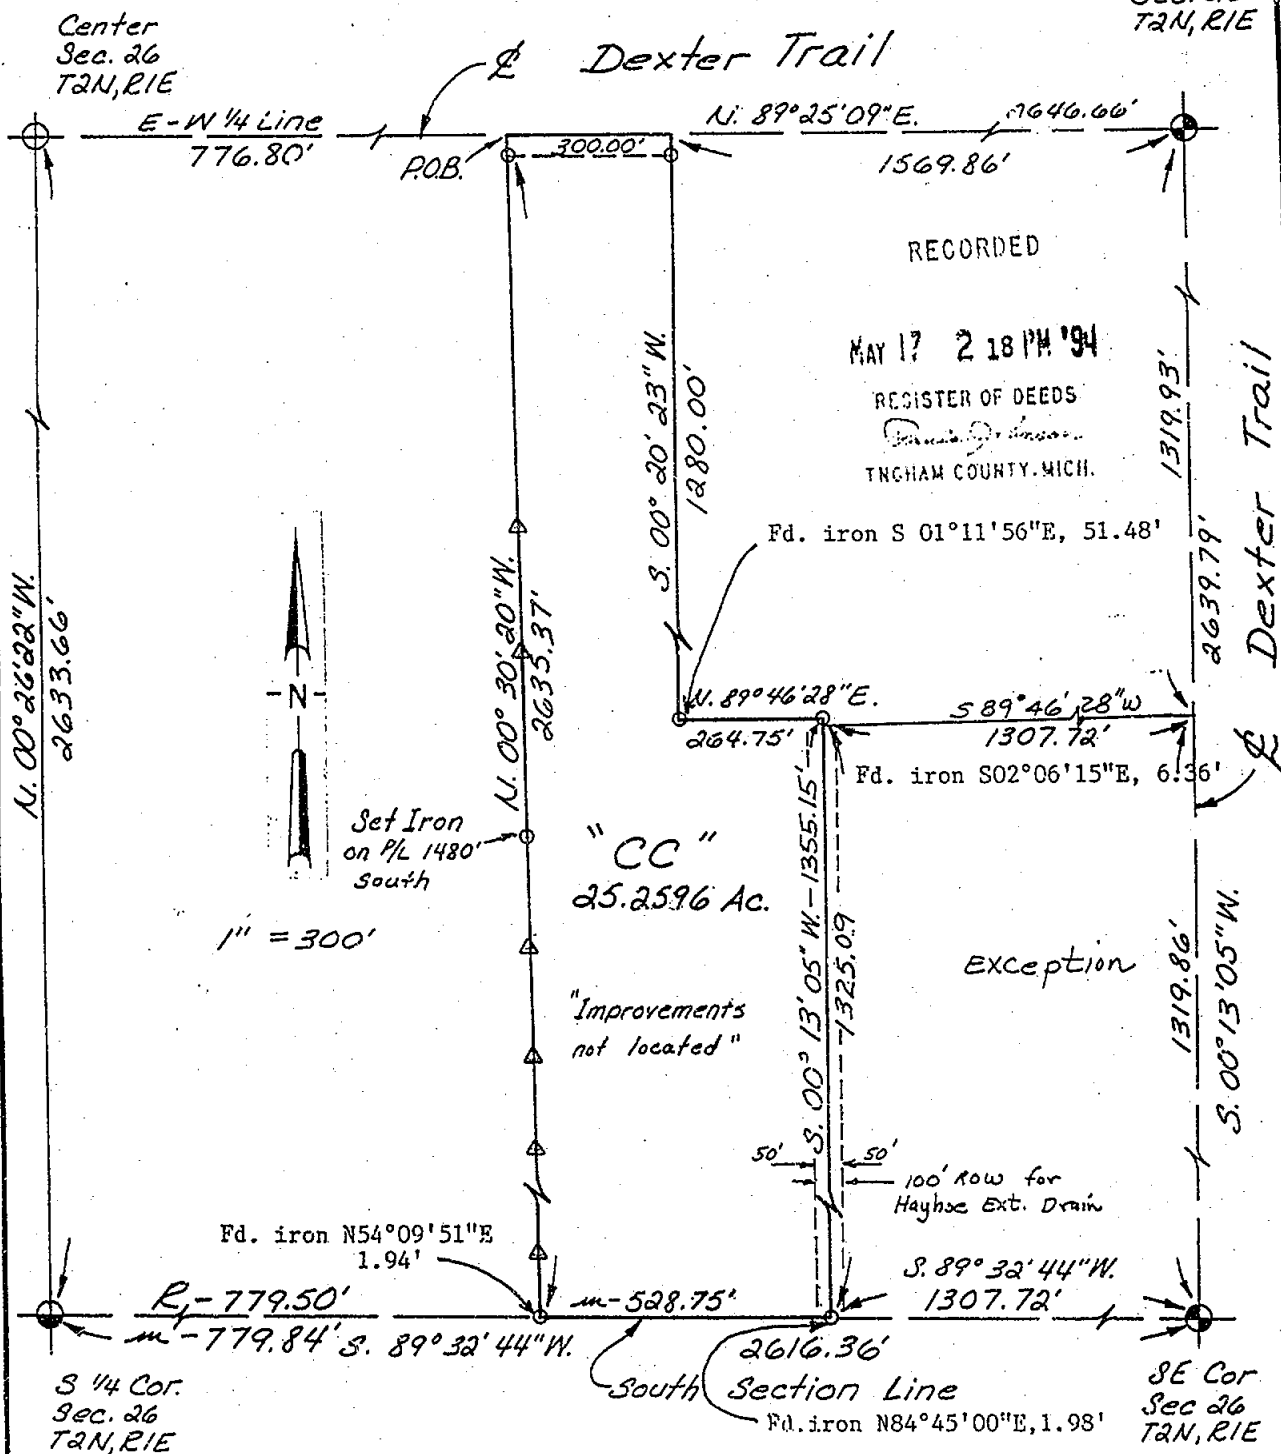 Center
Sec. 26
T2N, R1E
T2N, R1E
℄ Dexter Trail
E-W 1/4 Line
776.80'
P.O.B.
300.00'
N. 89°25'09"E.
2646.66'
1569.86'
RECORDED
MAY 17 2 18 PM '94
REGISTER OF DEEDS
INGHAM COUNTY, MICH.
1319.93'
2639.79'
℄ Dexter Trail
S. 00° 20' 23" W.
1280.00'
Fd. iron S 01°11'56"E, 51.48'
N. 00°26'22"W.
2633.66'
N
N. 00° 30' 20" W.
2635.37'
N. 89°46'28"E.
264.75'
S 89°46'28"W
1307.72'
Fd. iron S02°06'15"E, 6.36'
Set Iron
on P/L 1480'
South
"CC"
25.2596 Ac.
1" = 300'
S. 00° 13' 05" W.-1355.15'
1325.09
Exception
1319.86'
S. 00° 13' 05" W.
"Improvements
not located"
50' 50'
100' ROW for
Hayhoe Ext. Drain
Fd. iron N54°09'51"E
1.94'
R,- 779.50'
m - 779.84' S. 89°32'44"W.
m-528.75'
S. 89°32'44"W.
1307.72'
2616.36'
South Section Line
Fd.iron N84°45'00"E,1.98'
S 1/4 Cor.
Sec. 26
T2N, R1E
SE Cor
Sec 26
T2N, R1E